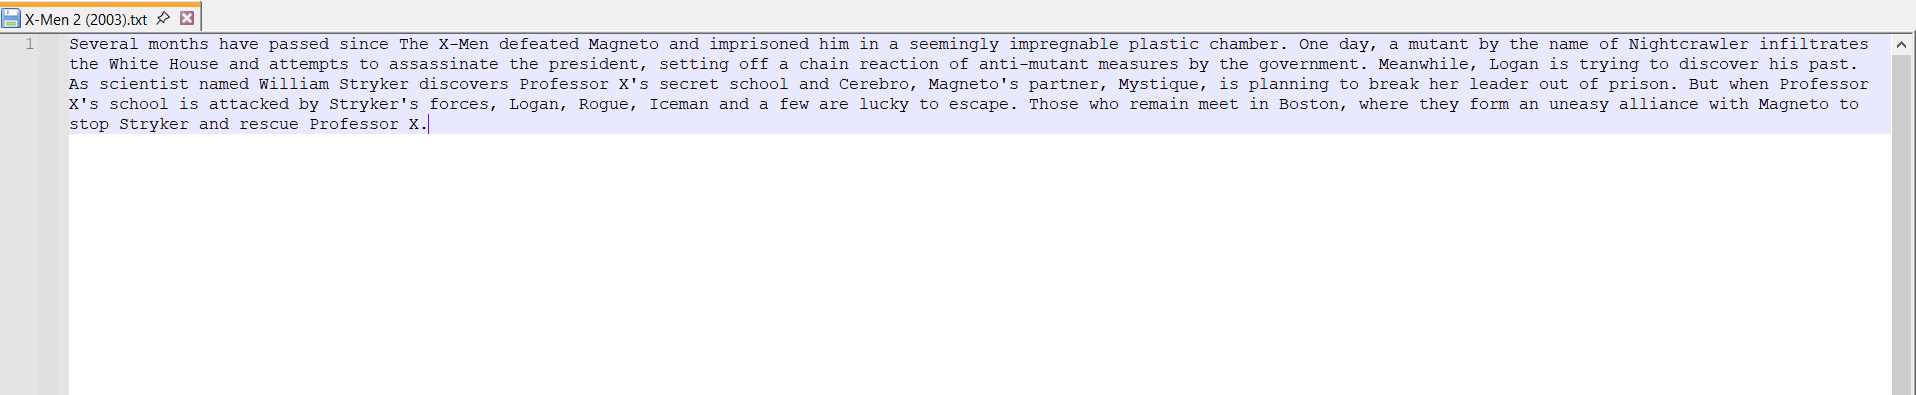 X-Men 2 (2003).txt
1
Several months have passed since The X-Men defeated Magneto and imprisoned him in a seemingly impregnable plastic chamber. One day, a mutant by the name of Nightcrawler infiltrates
the White House and attempts to assassinate the president, setting off a chain reaction of anti-mutant measures by the government. Meanwhile, Logan is trying to discover his past.
As scientist named William Stryker discovers Professor X's secret school and Cerebro, Magneto's partner, Mystique, is planning to break her leader out of prison. But when Professor
X's school is attacked by Stryker's forces, Logan, Rogue, Iceman and a few are lucky to escape. Those who remain meet in Boston, where they form an uneasy alliance with Magneto to
stop Stryker and rescue Professor X.